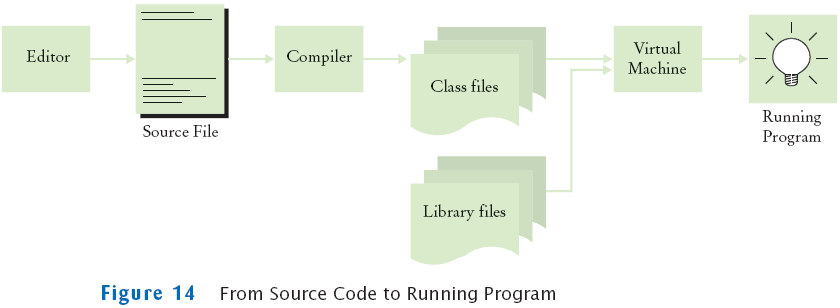 Editor
Source File
Compiler
Class files
Library files
Virtual
Machine
Running
Program
Figure 14 From Source Code to Running Program